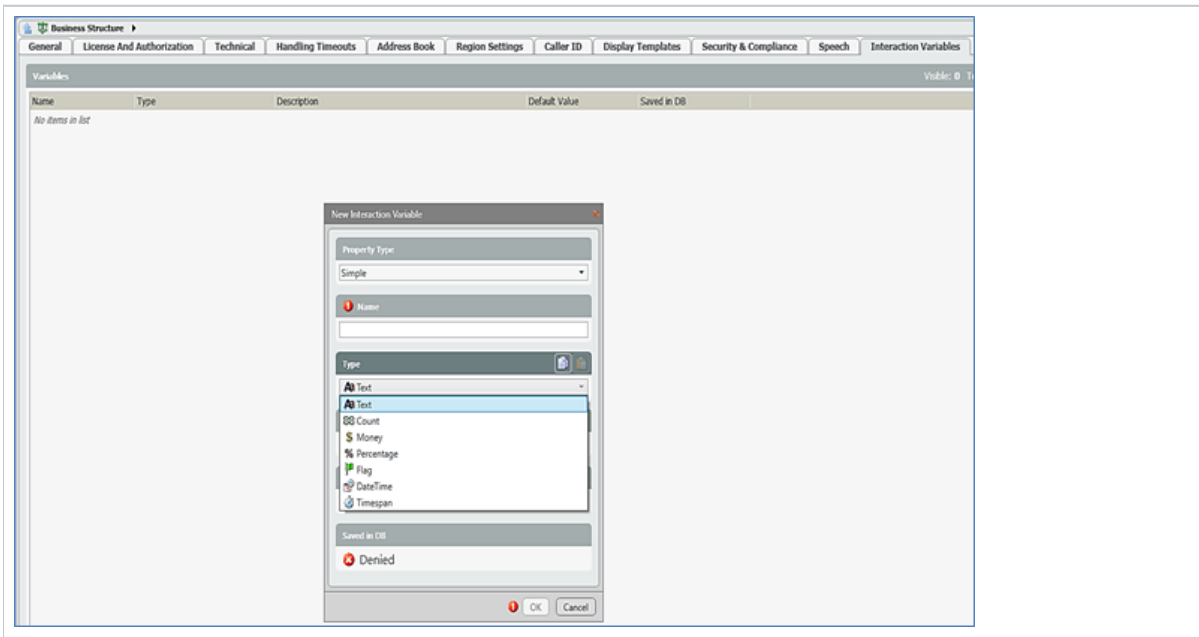 Business Structure
General License And Authorization Technical Handling Timeouts Address Book Region Settings Caller ID Display Templates Security & Compliance Speech Interaction Variables
Variables Visible: 0
Name Type Description Default Value Saved in DB
No items in list
New Interaction Variable
Property Type
Simple
Name
Type
Text
Text
Count
$ Money
% Percentage
Flag
DateTime
Timespan
Saved in DB
Denied
OK Cancel